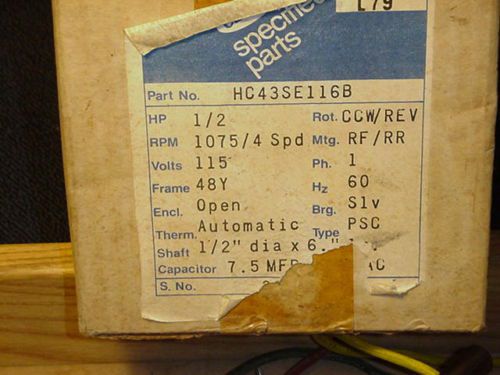 L79
specified
parts
Part No. HC43SE116B
HP 1/2 Rot. CCW/REV
RPM 1075/4 Spd Mtg. RF/RR
Volts 115 Ph. 1
Frame 48Y Hz 60
Encl. Open Brg. Slv
Therm. Automatic Type PSC
Shaft 1/2" dia x 6."
Capacitor 7.5
S. No.